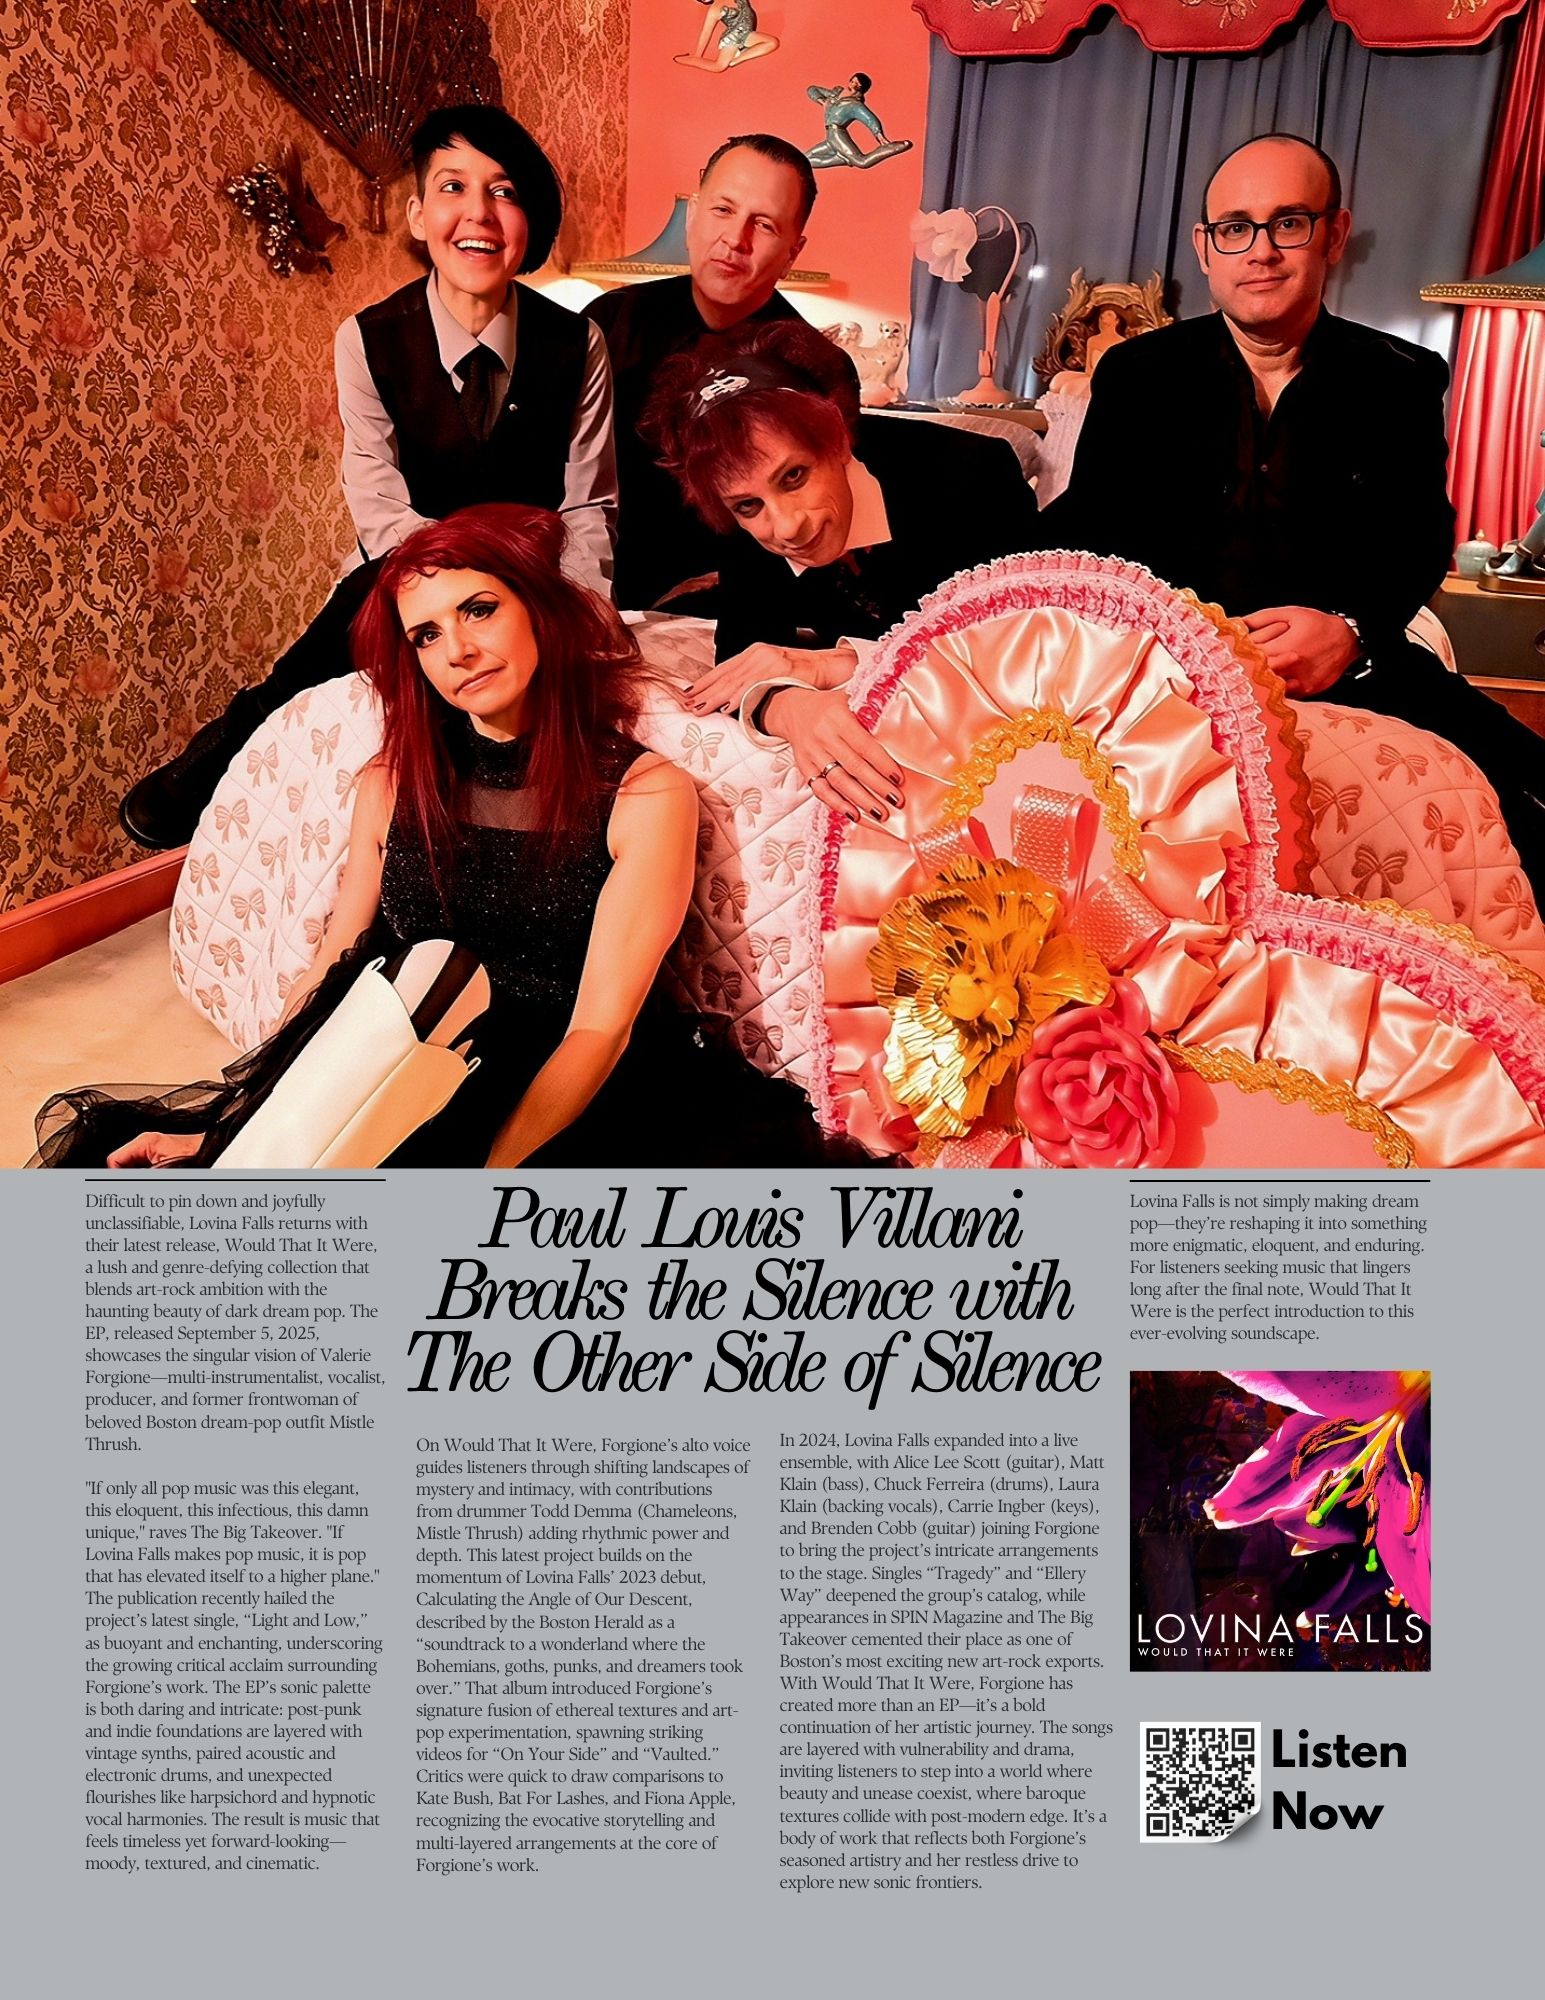 Difficult to pin down and joyfully
unclassifiable, Lovina Falls returns with
their latest release, Would That It Were,
a lush and genre-defying collection that
blends art-rock ambition with the
haunting beauty of dark dream pop. The
EP, released September 5, 2025,
showcases the singular vision of Valerie
Forgione—multi-instrumentalist, vocalist,
producer, and former frontwoman of
beloved Boston dream-pop outfit Mistle
Thrush.
"If only all pop music was this elegant,
this eloquent, this infectious, this damn
unique," raves The Big Takeover. "If
Lovina Falls makes pop music, it is pop
that has elevated itself to a higher plane."
The publication recently hailed the
project's latest single, “Light and Low,”
as buoyant and enchanting, underscoring
the growing critical acclaim surrounding
Forgione's work. The EP's sonic palette
is both daring and intricate: post-punk
and indie foundations are layered with
vintage synths, paired acoustic and
electronic drums, and unexpected
flourishes like harpsichord and hypnotic
vocal harmonies. The result is music that
feels timeless yet forward-looking—
moody, textured, and cinematic.
Paul Louis Villani
Breaks the Silence with
The Other Side of Silence
On Would That It Were, Forgione's alto voice
guides listeners through shifting landscapes of
mystery and intimacy, with contributions
from drummer Todd Demma (Chameleons,
Mistle Thrush) adding rhythmic power and
depth. This latest project builds on the
momentum of Lovina Falls' 2023 debut,
Calculating the Angle of Our Descent,
described by the Boston Herald as a
“soundtrack to a wonderland where the
Bohemians, goths, punks, and dreamers took
over.” That album introduced Forgione's
signature fusion of ethereal textures and art-
pop experimentation, spawning striking
videos for “On Your Side” and “Vaulted.”
Critics were quick to draw comparisons to
Kate Bush, Bat For Lashes, and Fiona Apple,
recognizing the evocative storytelling and
multi-layered arrangements at the core of
Forgione's work.
In 2024, Lovina Falls expanded into a live
ensemble, with Alice Lee Scott (guitar), Matt
Klain (bass), Chuck Ferreira (drums), Laura
Klain (backing vocals), Carrie Ingber (keys),
and Brenden Cobb (guitar) joining Forgione
to bring the project's intricate arrangements
to the stage. Singles “Tragedy” and “Ellery
Way” deepened the group's catalog, while
appearances in SPIN Magazine and The Big
Takeover cemented their place as one of
Boston's most exciting new art-rock exports.
With Would That It Were, Forgione has
created more than an EP—it's a bold
continuation of her artistic journey. The songs
are layered with vulnerability and drama,
inviting listeners to step into a world where
beauty and unease coexist, where baroque
textures collide with post-modern edge. It's a
body of work that reflects both Forgione's
seasoned artistry and her restless drive to
explore new sonic frontiers.
Lovina Falls is not simply making dream
pop—they're reshaping it into something
more enigmatic, eloquent, and enduring.
For listeners seeking music that lingers
long after the final note, Would That It
Were is the perfect introduction to this
ever-evolving soundscape.
LOVINA FALLS
WOULD THAT IT WERE
Listen
Now